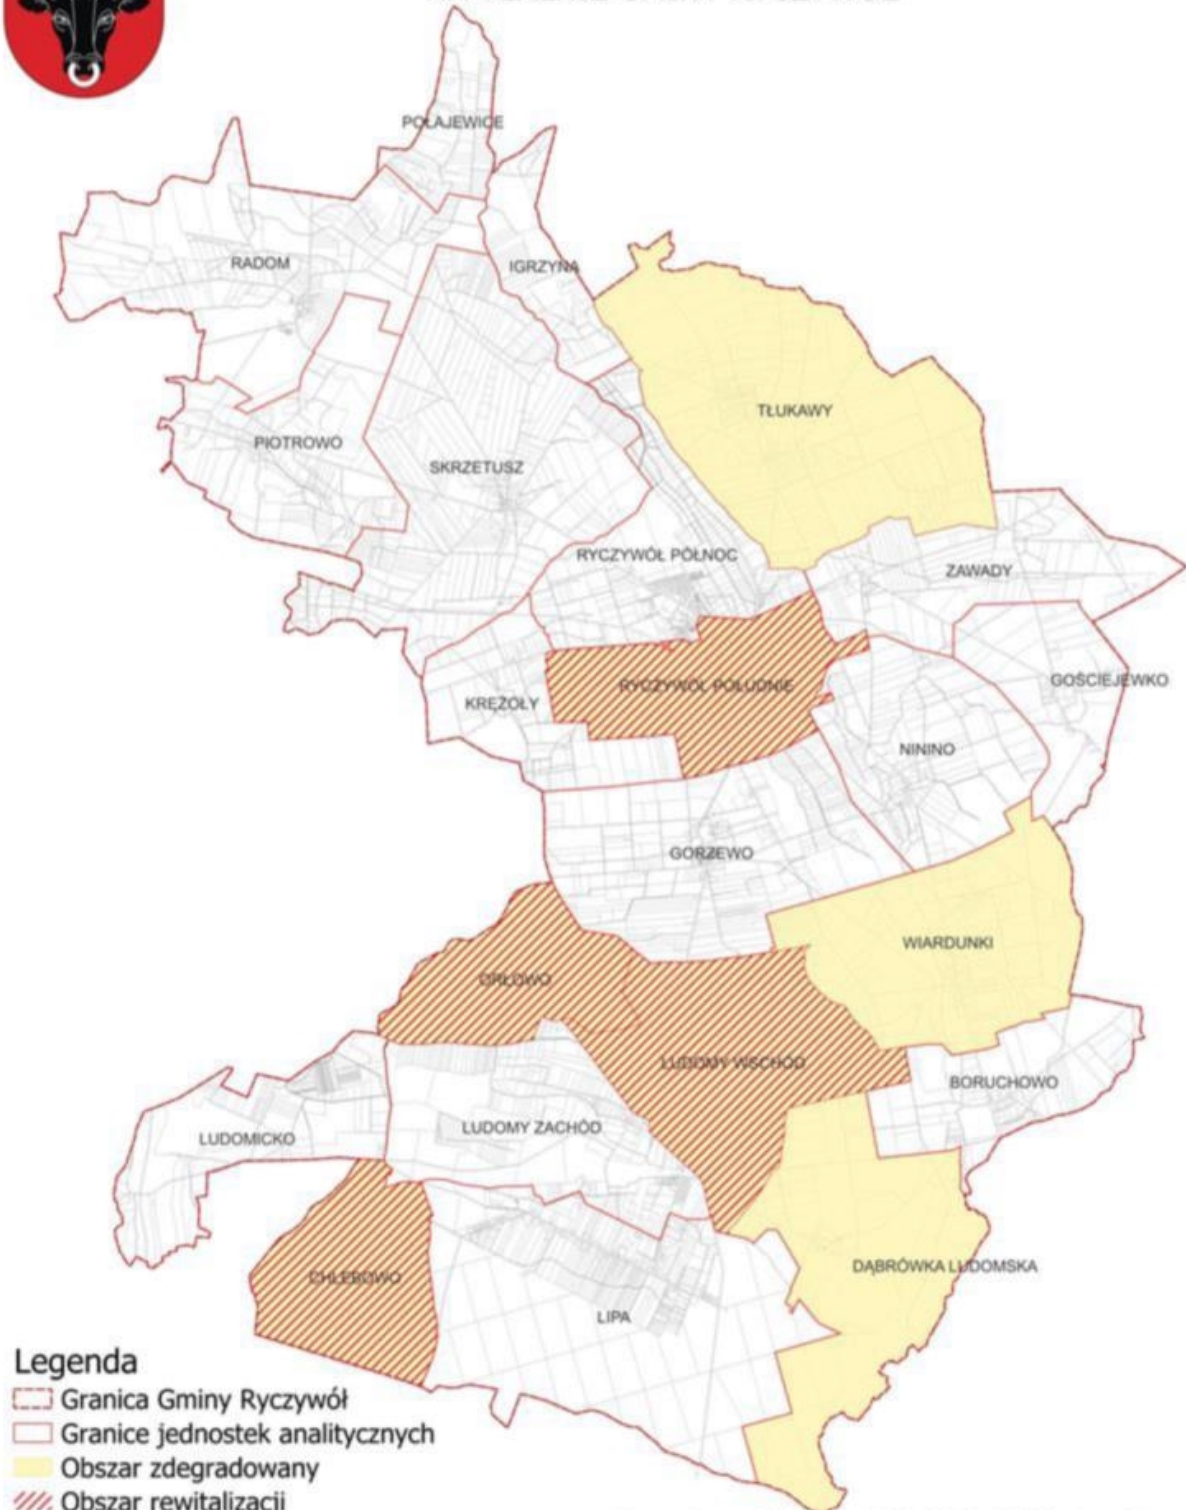 POŁAJEWICE
RADOM
IGRZYNA
TŁUKAWY
PIOTROWO
SKRZETUSZ
RYCZYWÓŁ PÓŁNOC
ZAWADY
RYCZYWÓŁ POŁUDNIE
GOŚCIEJEWKO
KRĘŻOŁY
NININO
GORZEWO
WIARDUNKI
ORŁOWO
LUDOMY WSCHÓD
BORUCHOWO
LUDOMY ZACHÓD
LUDOMICKO
DĄBRÓWKA LUDOMSKA
CHLEBOWO
LIPA
Legenda
Granica Gminy Ryczywół
Granice jednostek analitycznych
Obszar zdegradowany
Obszar rewitalizacji